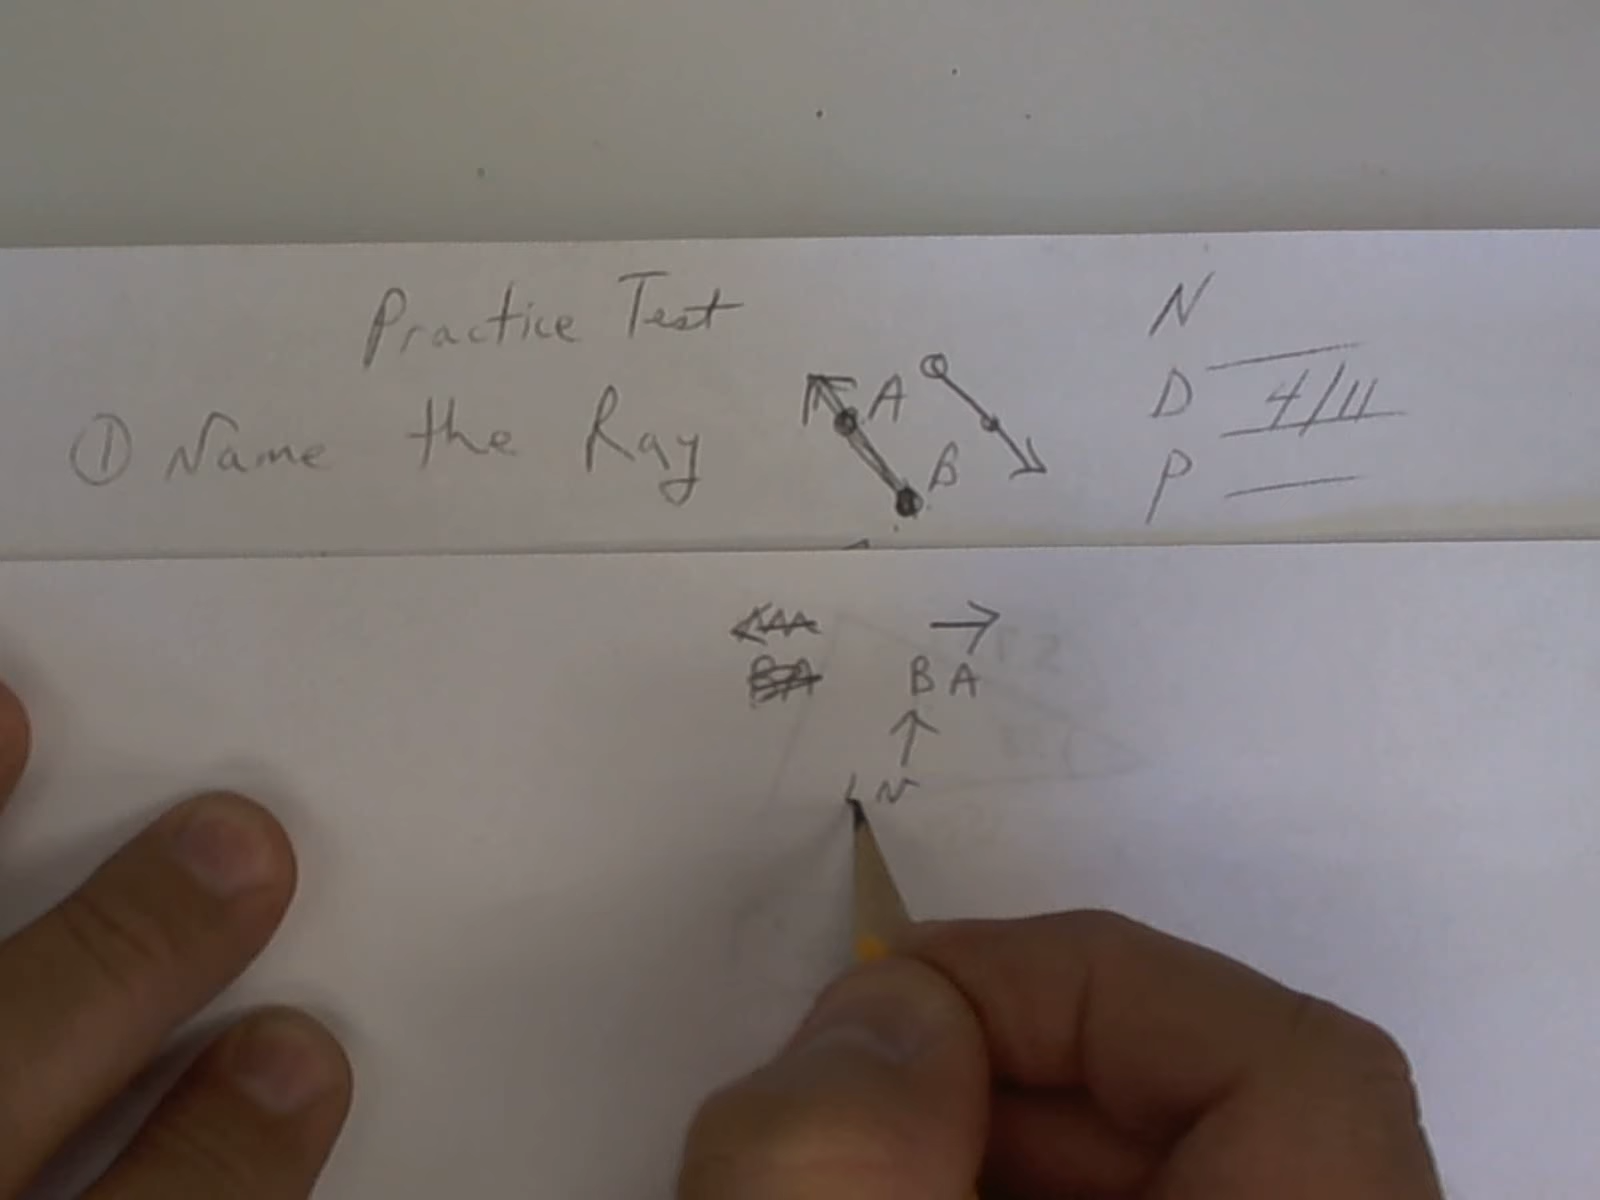 Practice Test
N
① Name the Ray
A
B
D 4/11
P
BA
BA